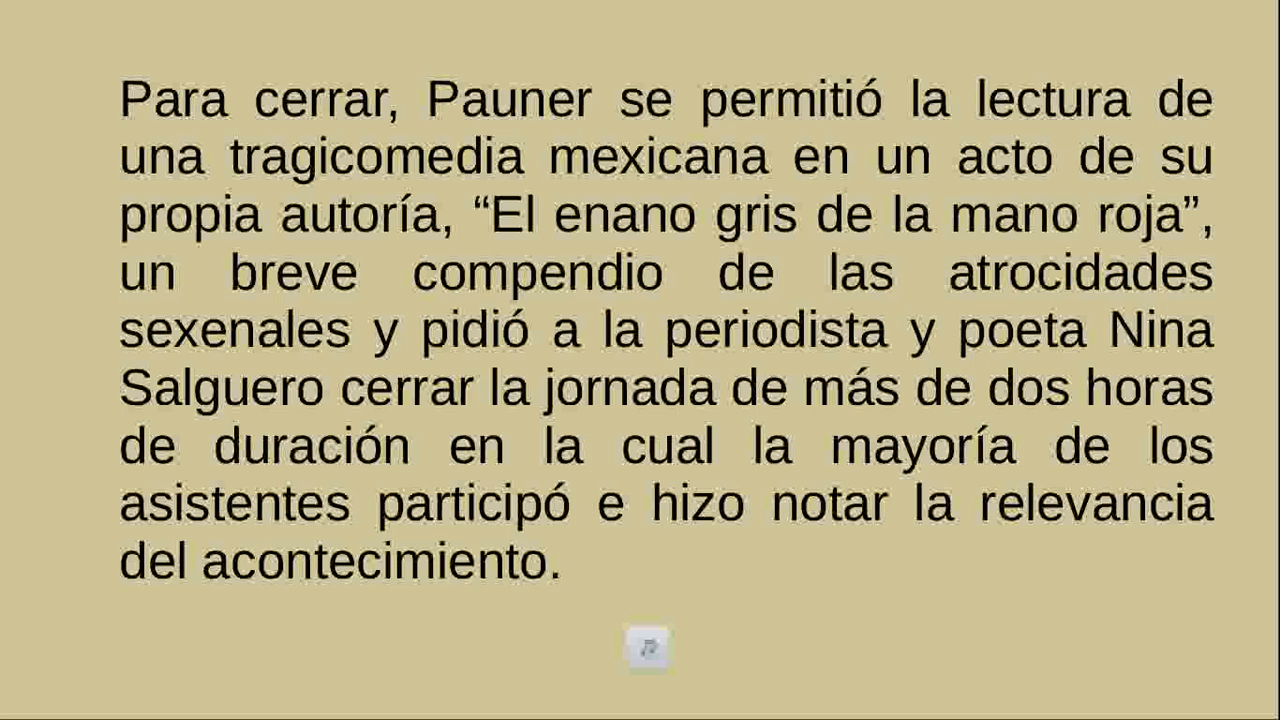 Para cerrar, Pauner se permitió la lectura de
una tragicomedia mexicana en un acto de su
propia autoría, “El enano gris de la mano roja”,
un breve compendio de las atrocidades
sexenales y pidió a la periodista y poeta Nina
Salguero cerrar la jornada de más de dos horas
de duración en la cual la mayoría de los
asistentes participó e hizo notar la relevancia
del acontecimiento.